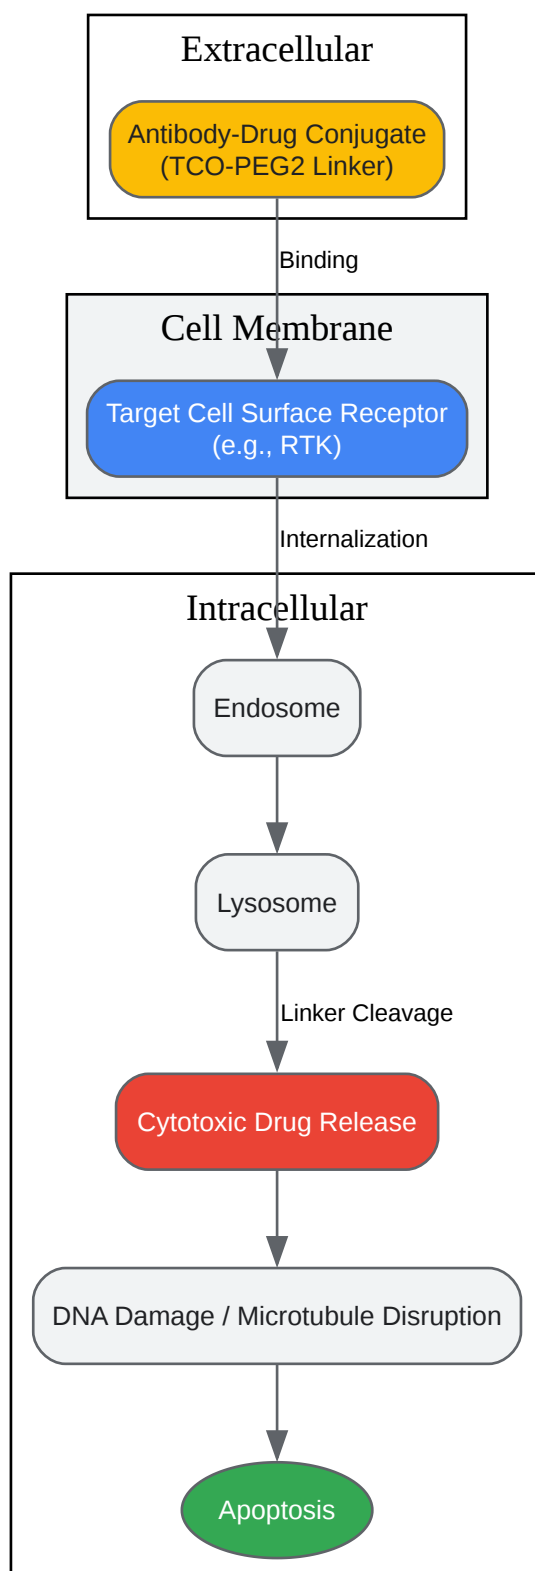 Extracellular
Antibody-Drug Conjugate
(TCO-PEG2 Linker)
Binding
Cell Membrane
Target Cell Surface Receptor
(e.g., RTK)
Internalization
Intracellular
Endosome
Lysosome
Linker Cleavage
Cytotoxic Drug Release
DNA Damage / Microtubule Disruption
Apoptosis